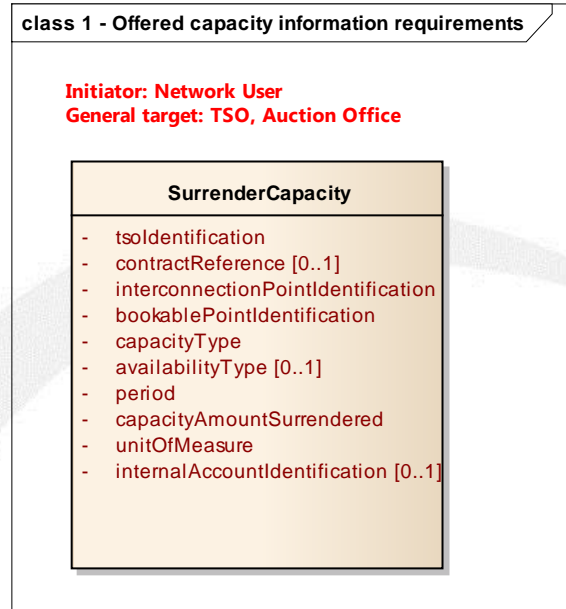 class 1 - Offered capacity information requirements
Initiator: Network User
General target: TSO, Auction Office
SurrenderCapacity
- tsoIdentification
- contractReference [0..1]
- interconnectionPointIdentification
- bookablePointIdentification
- capacityType
- availabilityType [0..1]
- period
- capacityAmountSurrendered
- unitOfMeasure
- internalAccountIdentification [0..1]